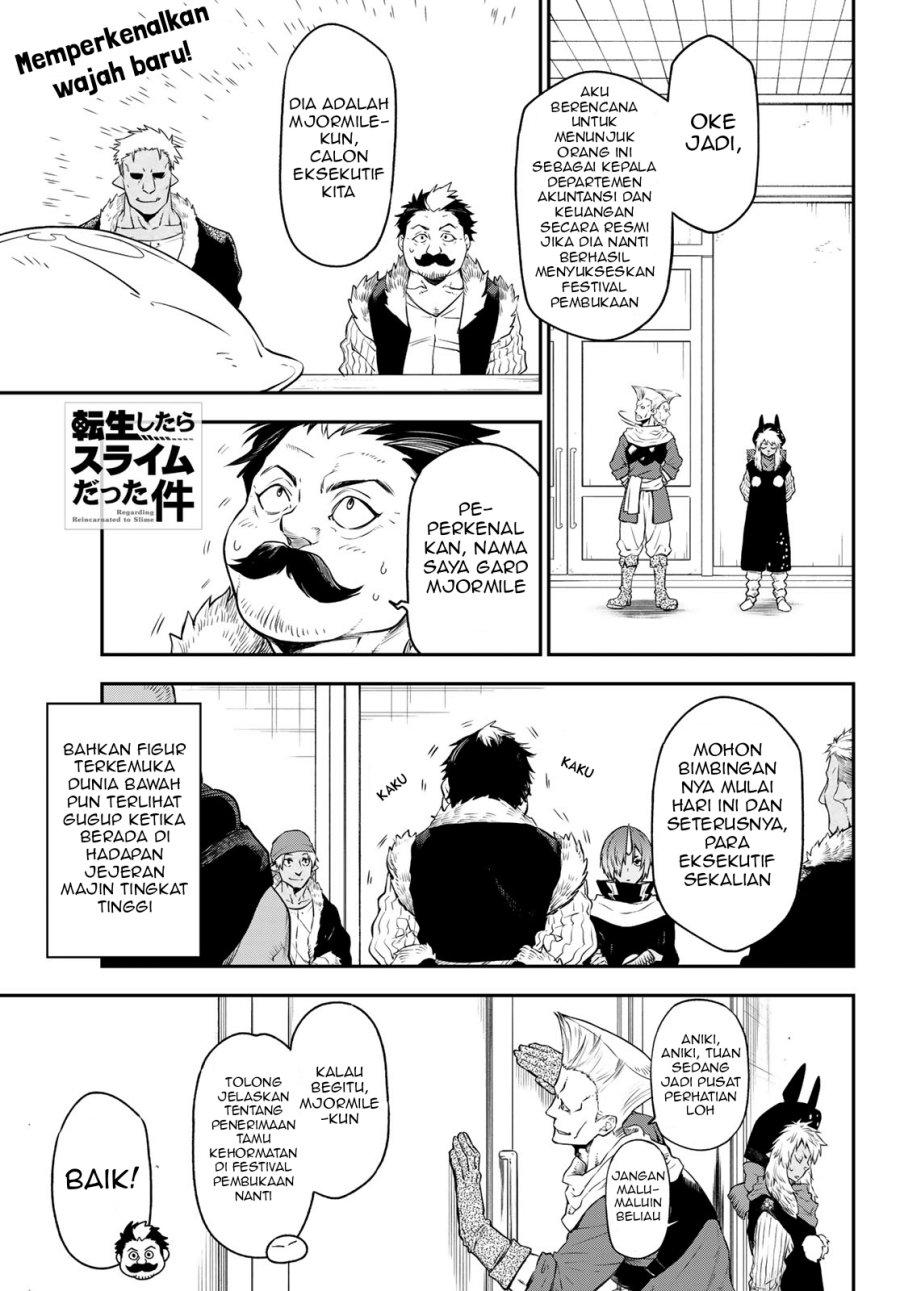 Memperkenalkan
wajah baru!
OKE
JADI,
AKU
BERENCANA
UNTUK
MENUNJUK
ORANG INI
SEBAGAI KEPALA
DEPARTEMEN
AKUNTANSI DAN
KEUANGAN
SECARA RESMI
JIKA DIA NANTI
BERHASIL
MENYUKSESKAN
FESTIVAL
PEMBUKAAN
DIA ADALAH
MJORMILE-
KUN,
CALON
EKSEKUTIF
KITA
転生したら
スライム
だった件
Regarding
Reincarnated to Slime
PE-
PERKENAL
KAN, NAMA
SAYA GARD
MJORMILE
MOHON
BIMBINGAN
NYA MULAI
HARI INI DAN
SETERUSNYA,
PARA
EKSEKUTIF
SEKALIAN
KAKU
KAKU
BAHKAN FIGUR
TERKEMUKA
DUNIA BAWAH
PUN TERLIHAT
GUGUP KETIKA
BERADA DI
HADAPAN
JEJERAN
MAJIN TINGKAT
TINGGI
ANIKI,
ANIKI, TUAN
SEDANG
JADI PUSAT
PERHATIAN
LOH
JANGAN
MALU-
MALUIN
BELIAU
KALAU
BEGITU,
MJORMILE
-KUN
TOLONG
JELASKAN
TENTANG
PENERIMAAN
TAMU
KEHORMATAN
DI FESTIVAL
PEMBUKAAN
NANTI
BAIK!